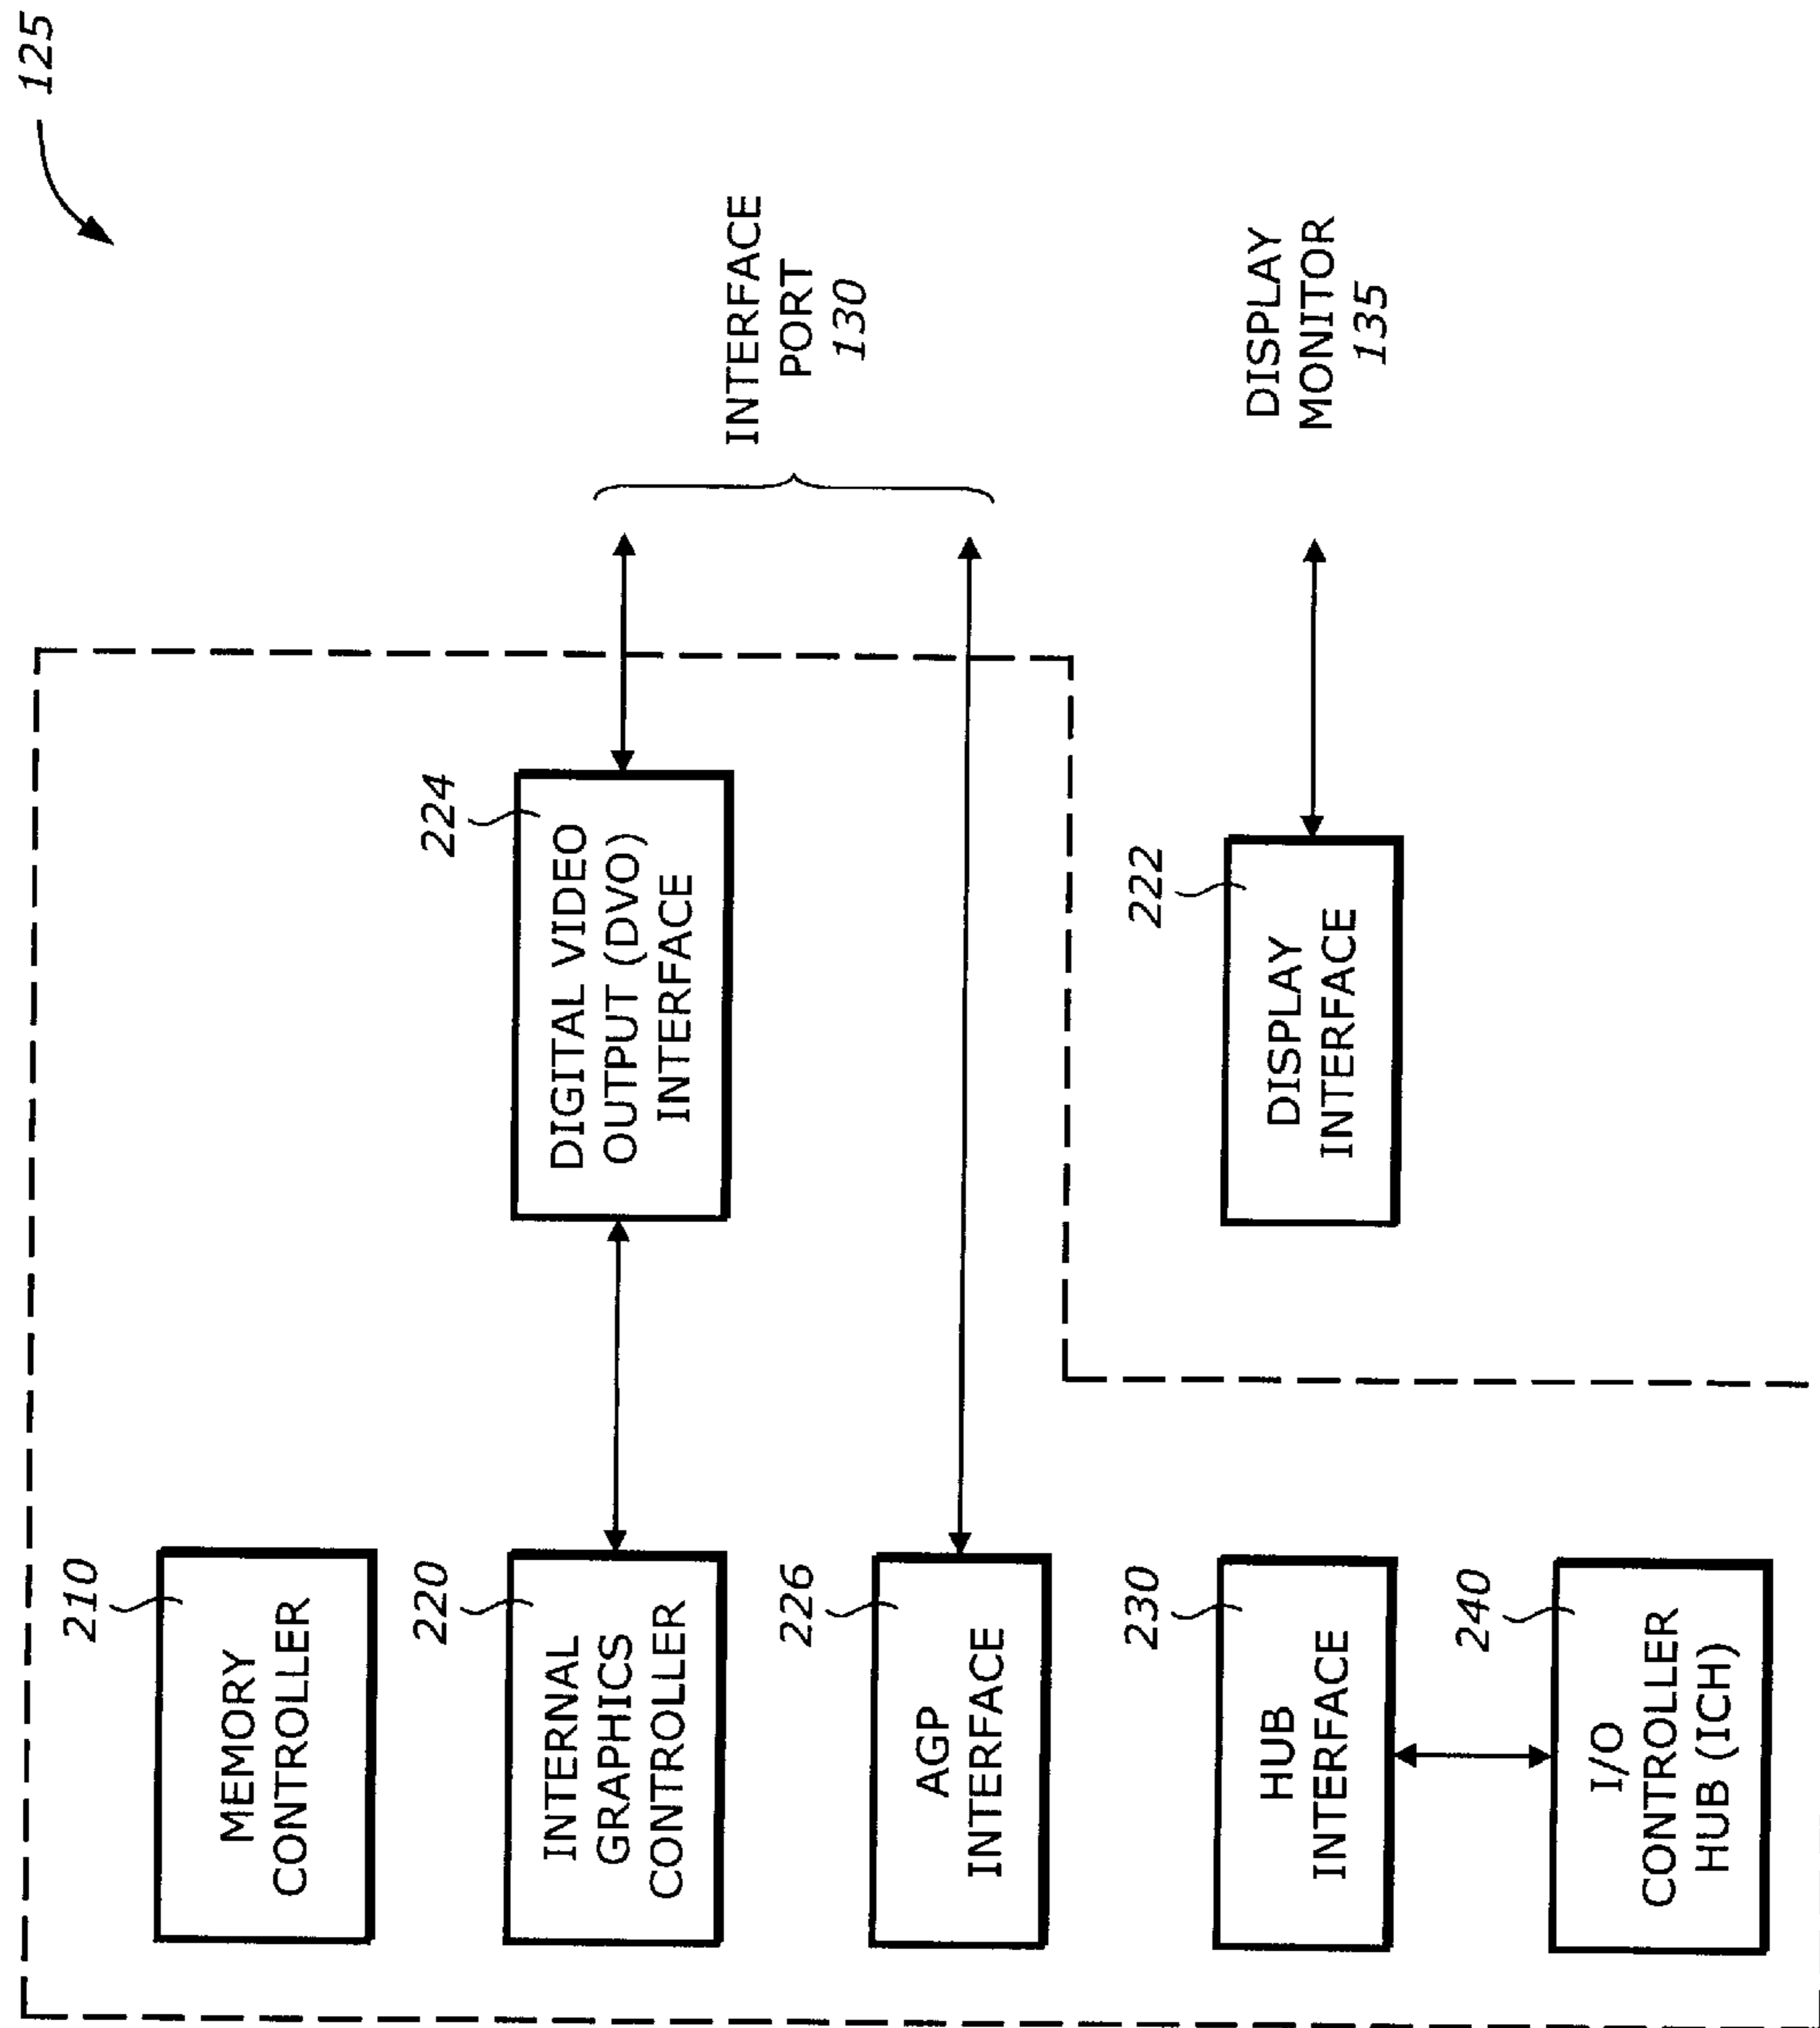 125
210
MEMORY
CONTROLLER
220
INTERNAL
GRAPHICS
CONTROLLER
224
DIGITAL VIDEO
OUTPUT (DVO)
INTERFACE
INTERFACE
PORT
130
226
AGP
INTERFACE
230
HUB
INTERFACE
222
DISPLAY
INTERFACE
DISPLAY
MONITOR
135
240
I/O
CONTROLLER
HUB (ICH)